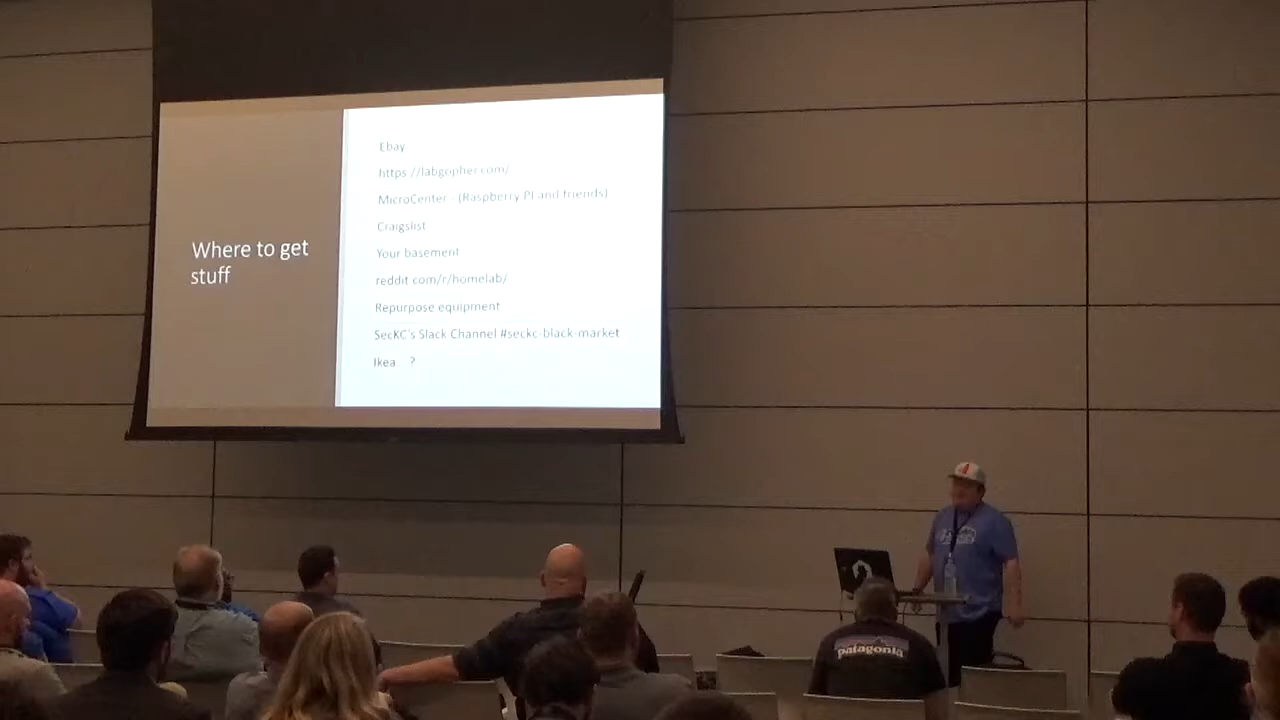 Where to get
stuff
Ebay
https://labgopher.com/
MicroCenter - (Raspberry PI and friends)
Craigslist
Your basement
reddit.com/r/homelab/
Repurpose equipment
SecKC's Slack Channel #seckc-black-market
Ikea...?
patagonia